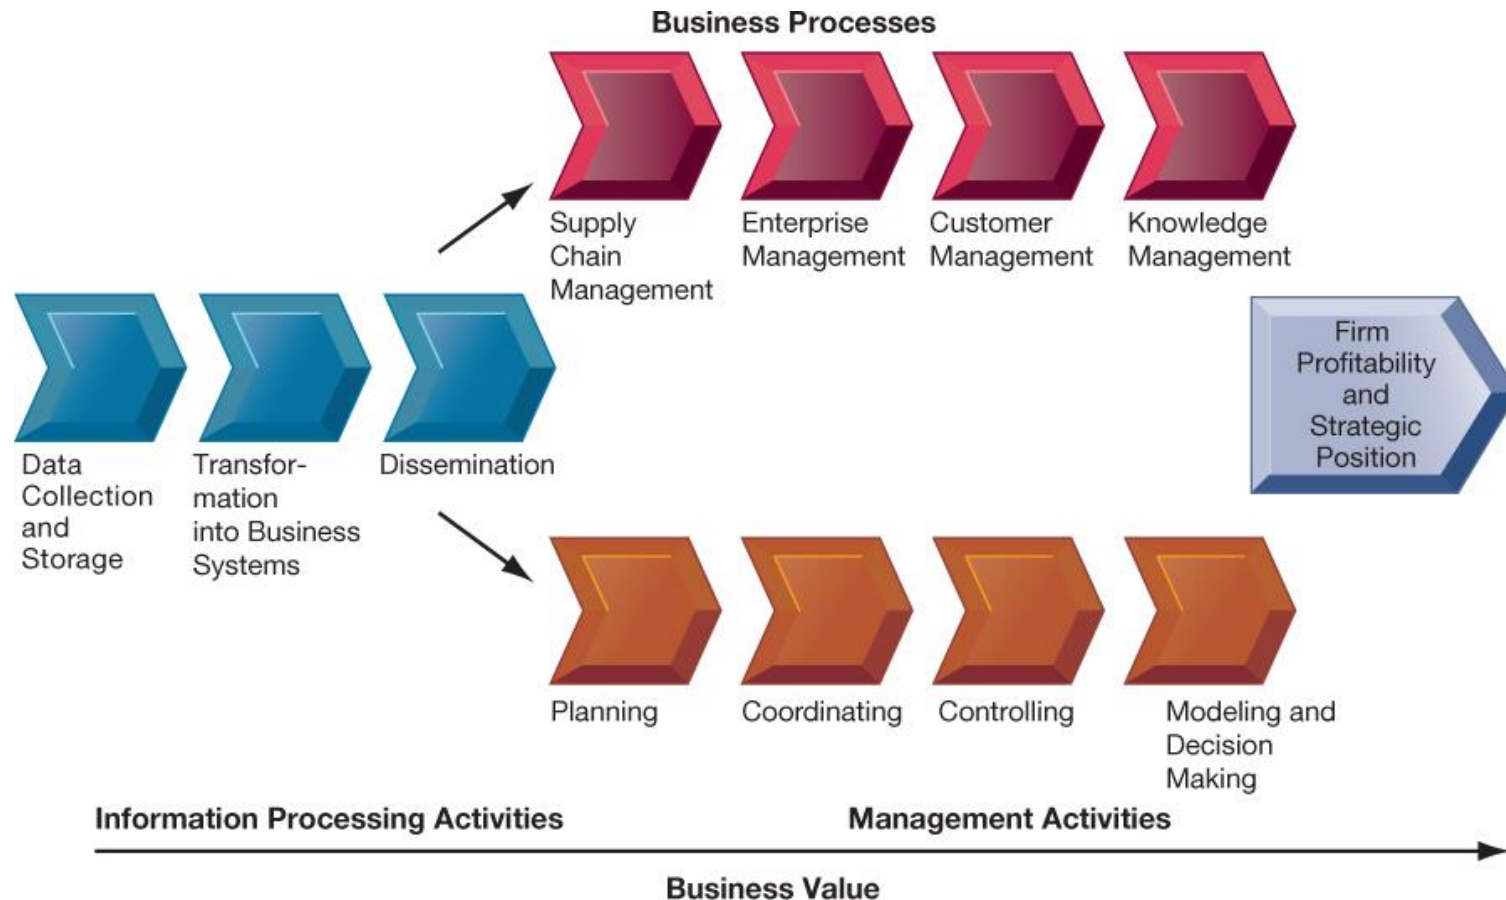 Business Processes
Supply
Chain
Management
Enterprise
Management
Customer
Management
Knowledge
Management
Data
Collection
and
Storage
Transfor-
mation
into Business
Systems
Dissemination
Firm
Profitability
and
Strategic
Position
Planning
Coordinating
Controlling
Modeling and
Decision
Making
Information Processing Activities
Management Activities
Business Value